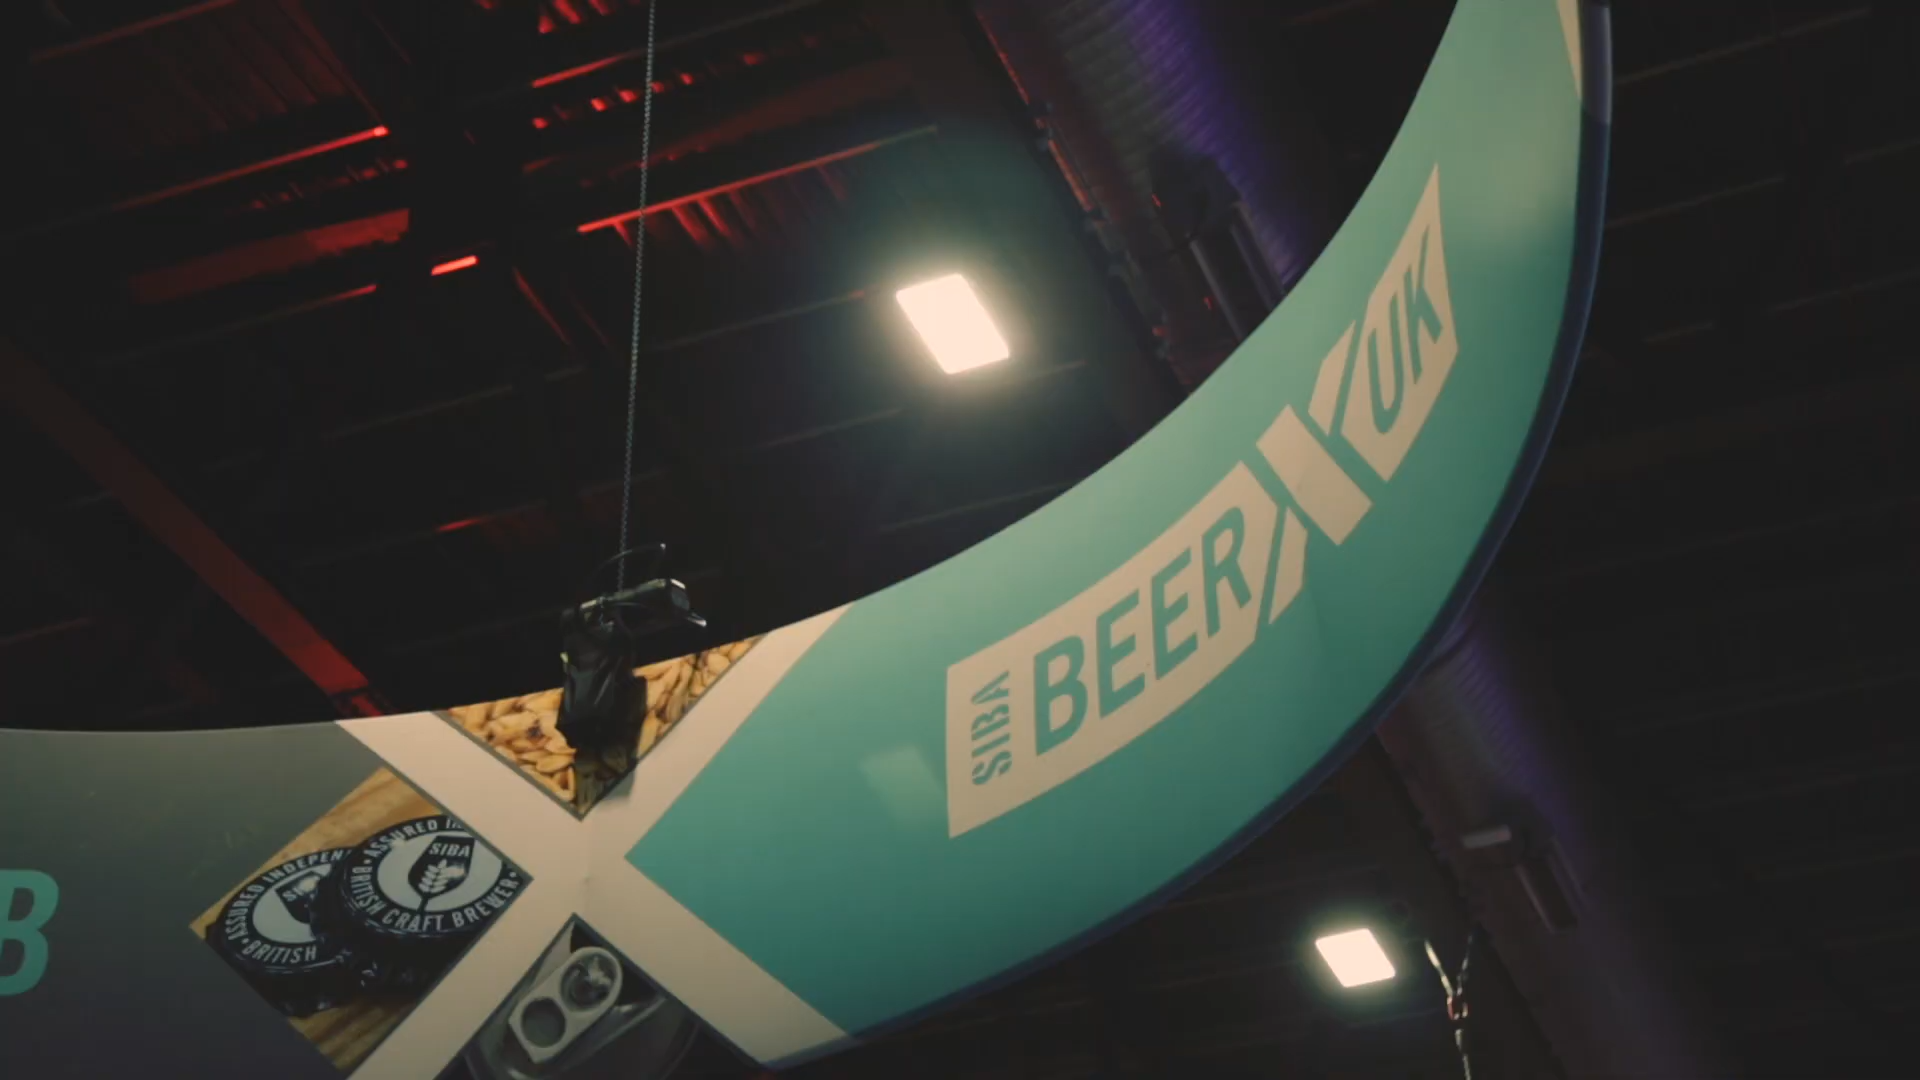 SIBA
BEER X UK
ASSURED INDEPEN
BRITISH
ASSURED
SIBA
BRITISH CRAFT BREWER
B